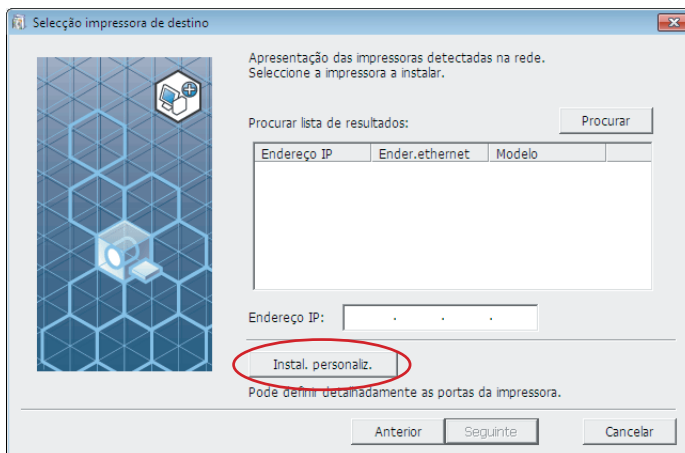 Selecção impressora de destino
Apresentação das impressoras detectadas na rede.
Seleccione a impressora a instalar.
Procurar lista de resultados:
Procurar
Endereço IP Ender.ethernet Modelo
Endereço IP: . . .
Instal. personaliz.
Pode definir detalhadamente as portas da impressora.
Anterior Seguinte Cancelar